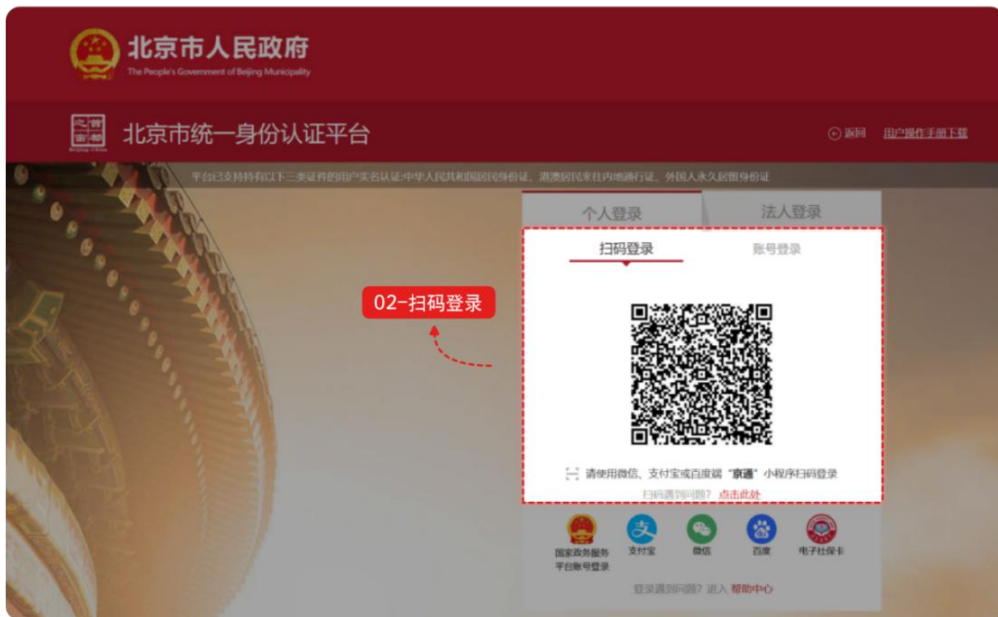 北京市人民政府
The People's Government of Beijing Municipality
首都之窗
北京市统一身份认证平台
返回 用户操作手册下载
平台已支持持有以下三类证件的用户实名认证:中华人民共和国居民身份证、港澳居民来往内地通行证、外国人永久居留身份证
个人登录 法人登录
扫码登录 账号登录
02-扫码登录
请使用微信、支付宝或百度端“京通”小程序扫码登录
扫码遇到问题? 点击此处
国家政务服务
平台账号登录
支付宝
微信
百度
电子社保卡
登录遇到问题? 进入 帮助中心